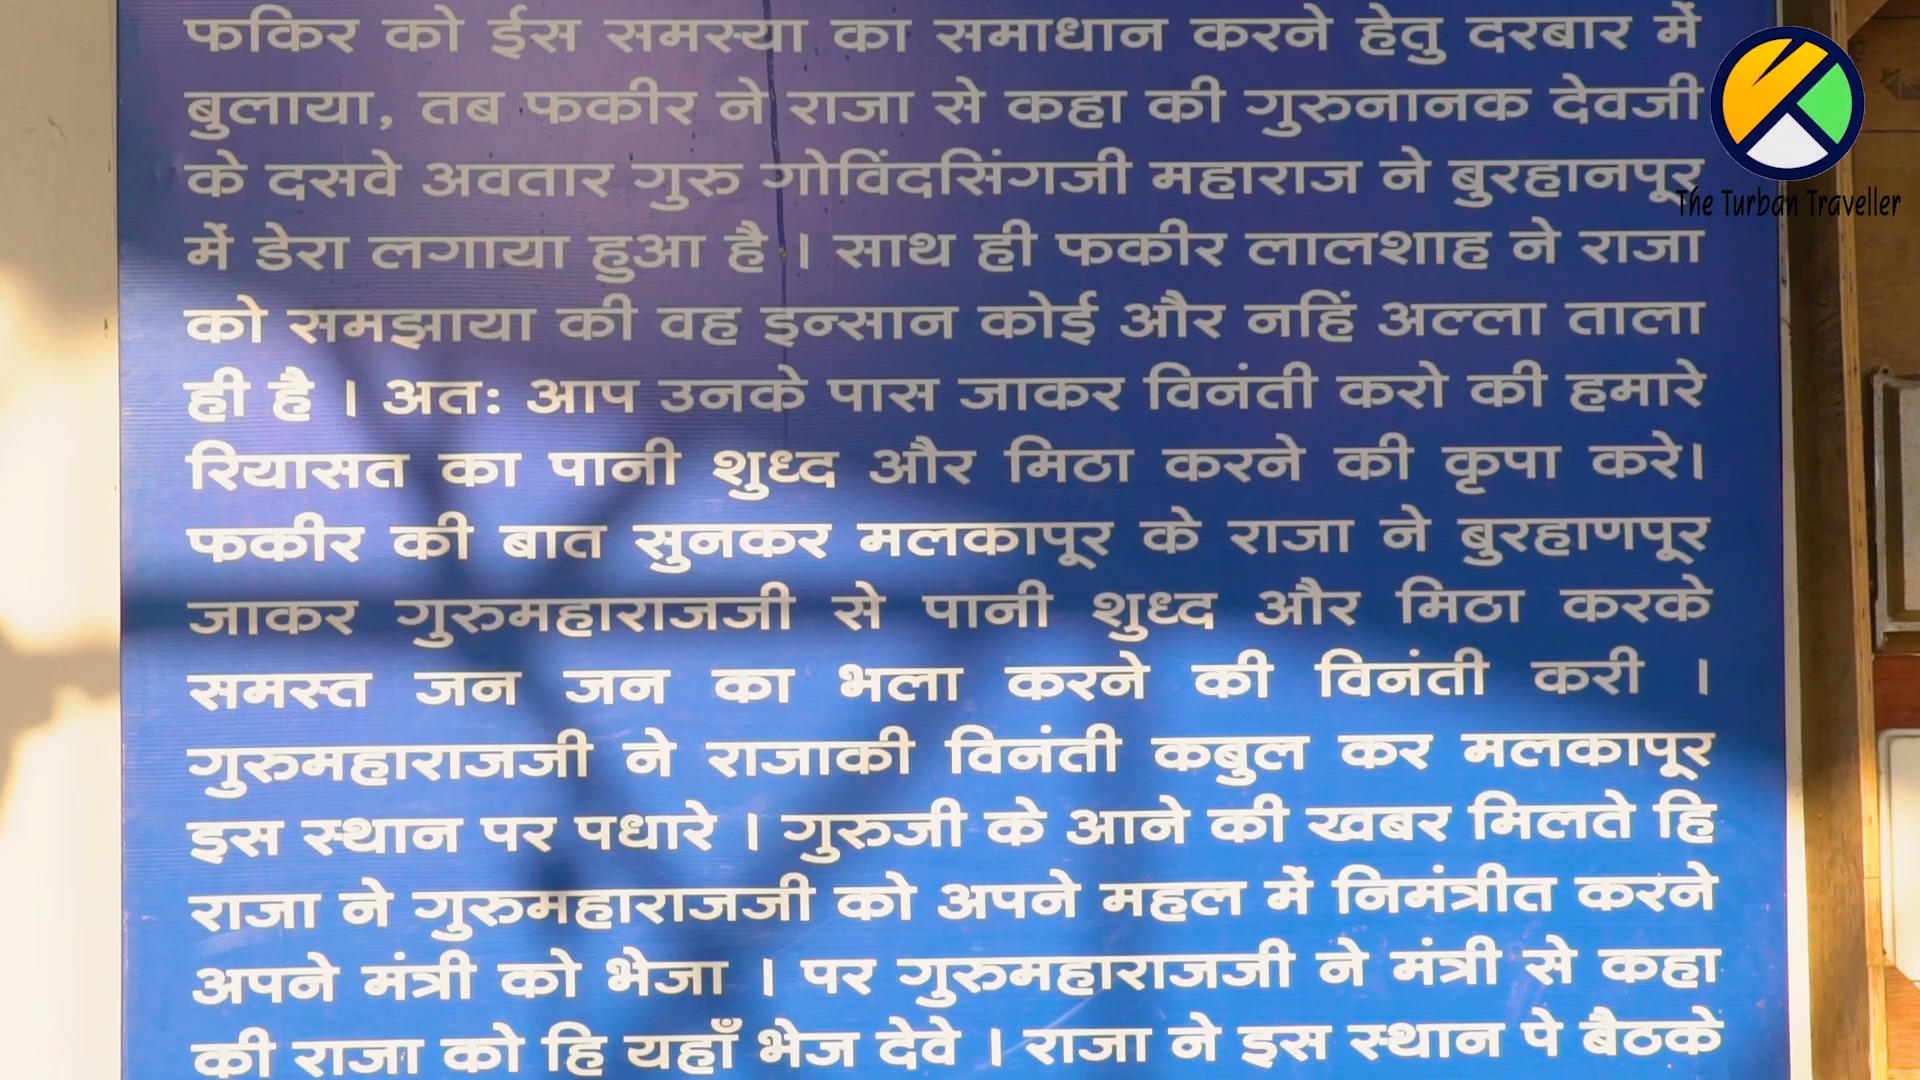 फकिर को ईस समस्या का समाधान करने हेतु दरबार में
बुलाया, तब फकीर ने राजा से कहा की गुरुनानक देवजी
के दसवे अवतार गुरु गोविंदसिंगजी महाराज ने बुरहानपूर
में डेरा लगाया हुआ है । साथ ही फकीर लालशाह ने राजा
को समझाया की वह इन्सान कोई और नहिं अल्ला ताला
ही है । अतः आप उनके पास जाकर विनंती करो की हमारे
रियासत का पानी शुध्द और मिठा करने की कृपा करे।
फकीर की बात सुनकर मलकापूर के राजा ने बुरहाणपूर
जाकर गुरुमहाराजजी से पानी शुध्द और मिठा करके
समस्त जन जन का भला करने की विनंती करी ।
गुरुमहाराजजी ने राजाकी विनंती कबुल कर मलकापूर
इस स्थान पर पधारे । गुरुजी के आने की खबर मिलते हि
राजा ने गुरुमहाराजजी को अपने महल में निमंत्रीत करने
अपने मंत्री को भेजा । पर गुरुमहाराजजी ने मंत्री से कहा
की राजा को हि यहाँ भेज देवे । राजा ने इस स्थान पे बैठके
The Turban Traveller